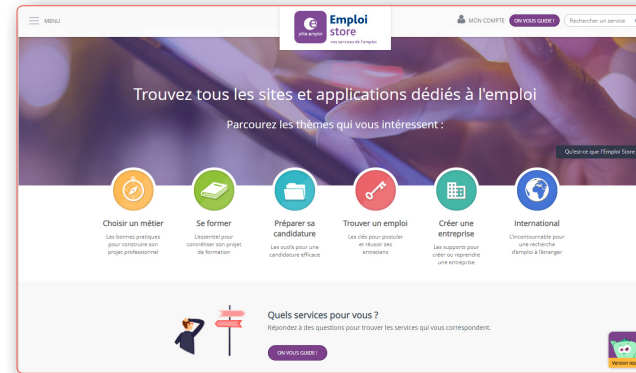 MENU
pôle emploi
Emploi
store
vos services de l'emploi
MON COMPTE
ON VOUS GUIDE !
Rechercher un service
Trouvez tous les sites et applications dédiés à l'emploi
Parcourez les thèmes qui vous intéressent :
Qu'est-ce que l'Emploi Store
Choisir un métier
Les bonnes pratiques
pour construire son
projet professionnel
Se former
L'essentiel pour
concrétiser son projet
de formation
Préparer sa
candidature
Les outils pour une
candidature efficace
Trouver un emploi
Les clés pour postuler
et réussir ses
entretiens
Créer une
entreprise
Les supports pour
créer ou reprendre
une entreprise
International
L'incontournable pour
une recherche
d'emploi à l'étranger
Quels services pour vous ?
Répondez à des questions pour trouver les services qui vous correspondent.
ON VOUS GUIDE !
Version